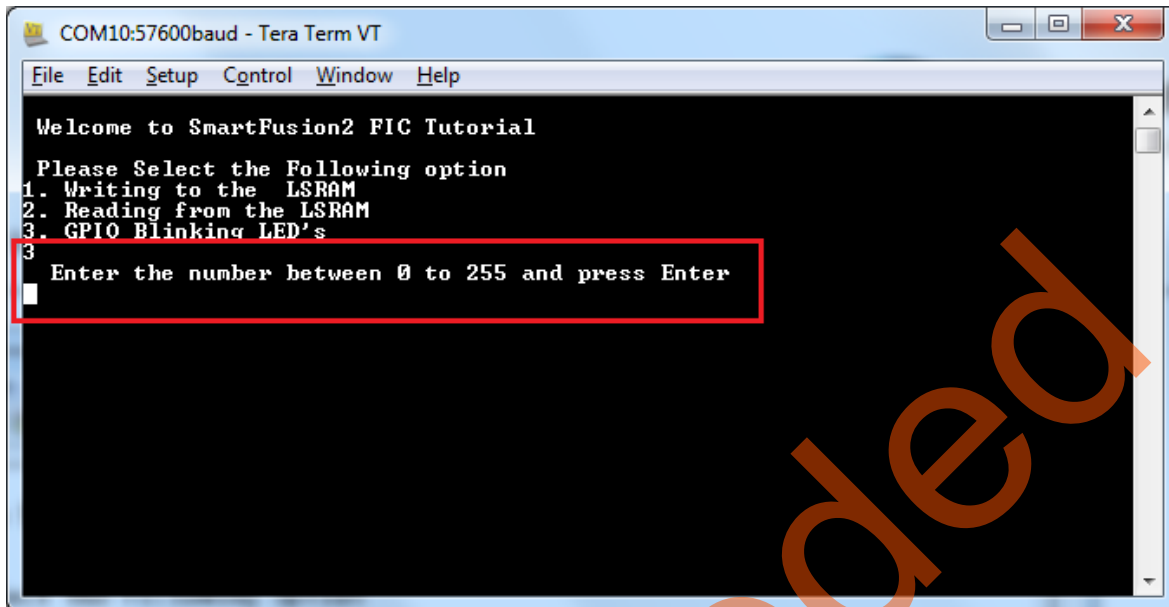 COM10:57600baud - Tera Term VT
File Edit Setup Control Window Help
Welcome to SmartFusion2 FIC Tutorial
Please Select the Following option
1. Writing to the LSRAM
2. Reading from the LSRAM
3. GPIO Blinking LED's
3
Enter the number between 0 to 255 and press Enter
ded